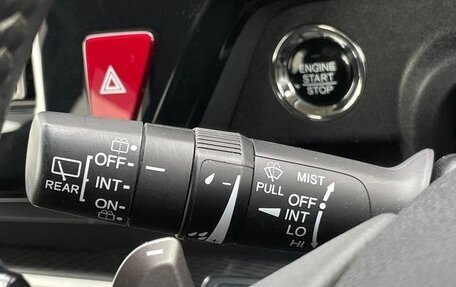 ENGINE
START
STOP
OFF
REAR
INT
ON
PULL
MIST
OFF
INT
LO
HI